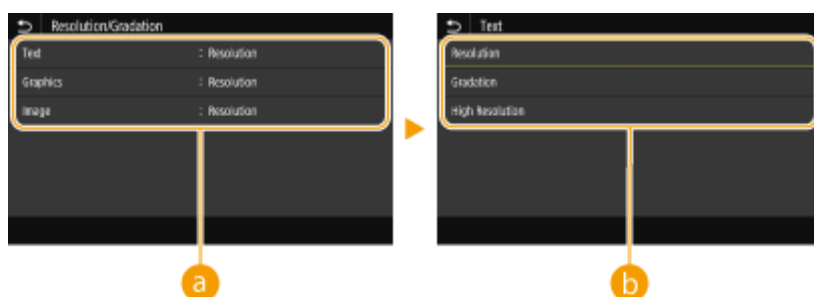 Resolution/Gradation
Text : Resolution
Graphics : Resolution
Image : Resolution
a
Text
Resolution
Gradation
High Resolution
b